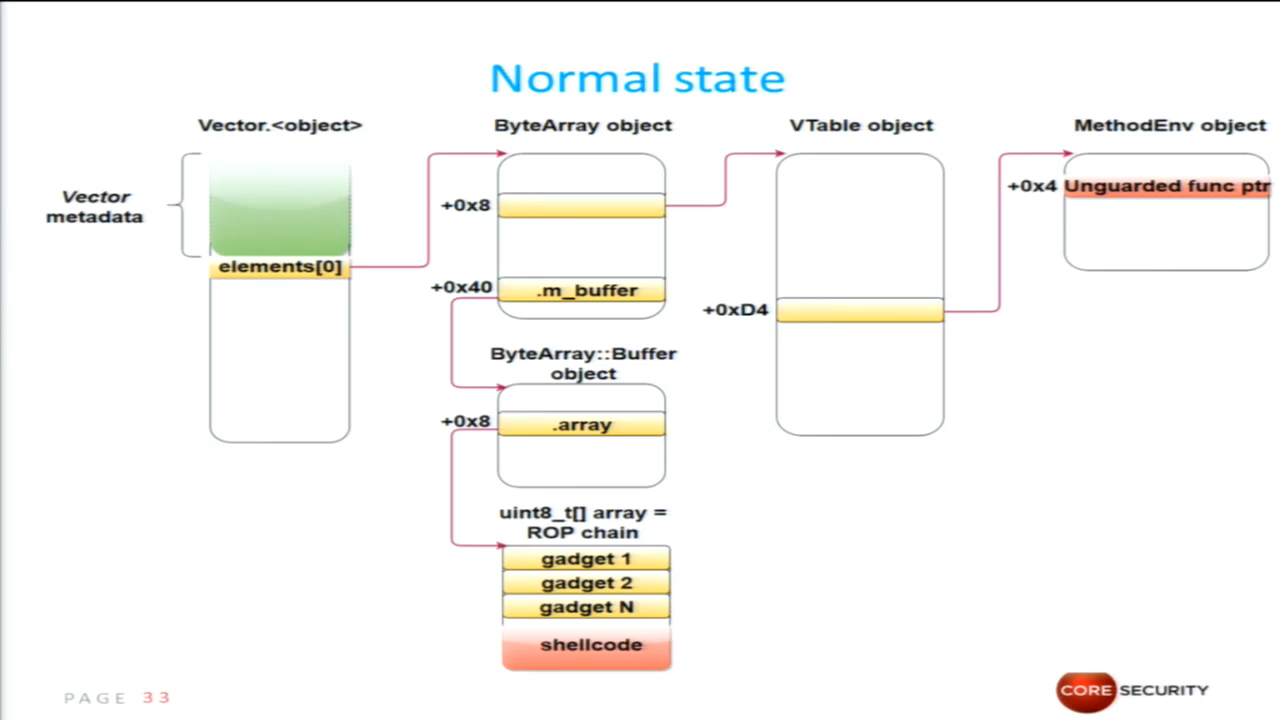 Normal state
Vector.<object>
ByteArray object
VTable object
MethodEnv object
Vector
metadata
elements[0]
+0x8
+0x40
.m_buffer
+0xD4
+0x4
Unguarded func ptr
ByteArray::Buffer
object
+0x8
.array
uint8_t[] array =
ROP chain
gadget 1
gadget 2
gadget N
shellcode
PAGE 33
CORE SECURITY